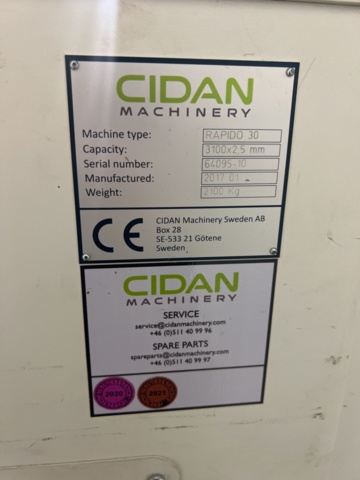 CIDAN
MACHINERY
Machine type: RAPIDO 30
Capacity: 3100x2.5 mm
Serial number: 64095-10
Manufactured: 2017 01
Weight: 2100 Kg
CE
CIDAN Machinery Sweden AB
Box 28
SE-533 21 Götene
Sweden
CIDAN
MACHINERY
SERVICE
service@cidanmachinery.com
+46 (0)511 40 99 96
SPARE PARTS
spareparts@cidanmachinery.com
+46 (0)511 40 99 97
2020
2021